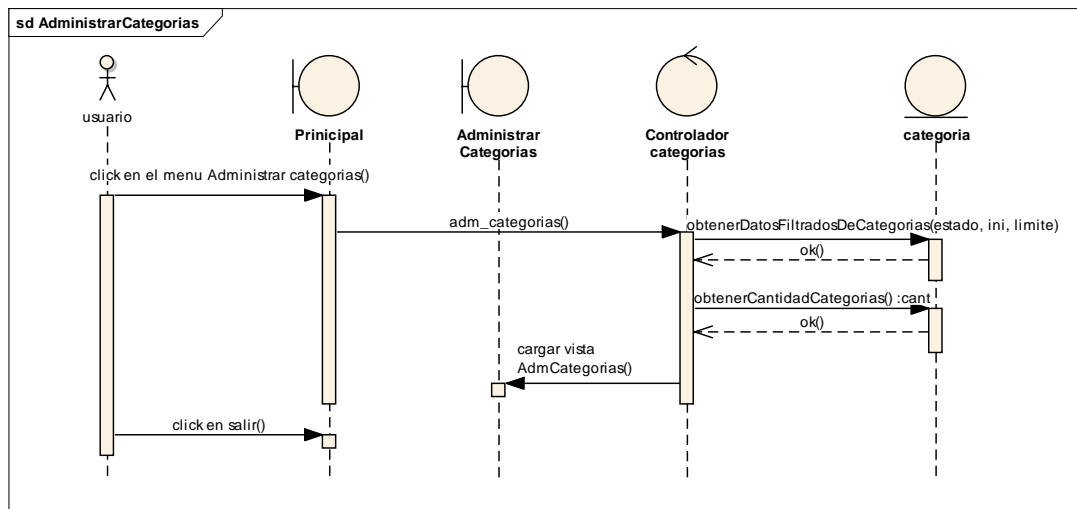 sd AdministrarCategorias
usuario
Prinicipal
Administrar
Categorias
Controlador
categorias
categoria
click en el menu Administrar categorias()
adm_categorias()
obtenerDatosFiltradosDeCategorias(estado, ini, limite)
ok()
obtenerCantidadCategorias() :cant
ok()
cargar vista
AdmCategorias()
click en salir()